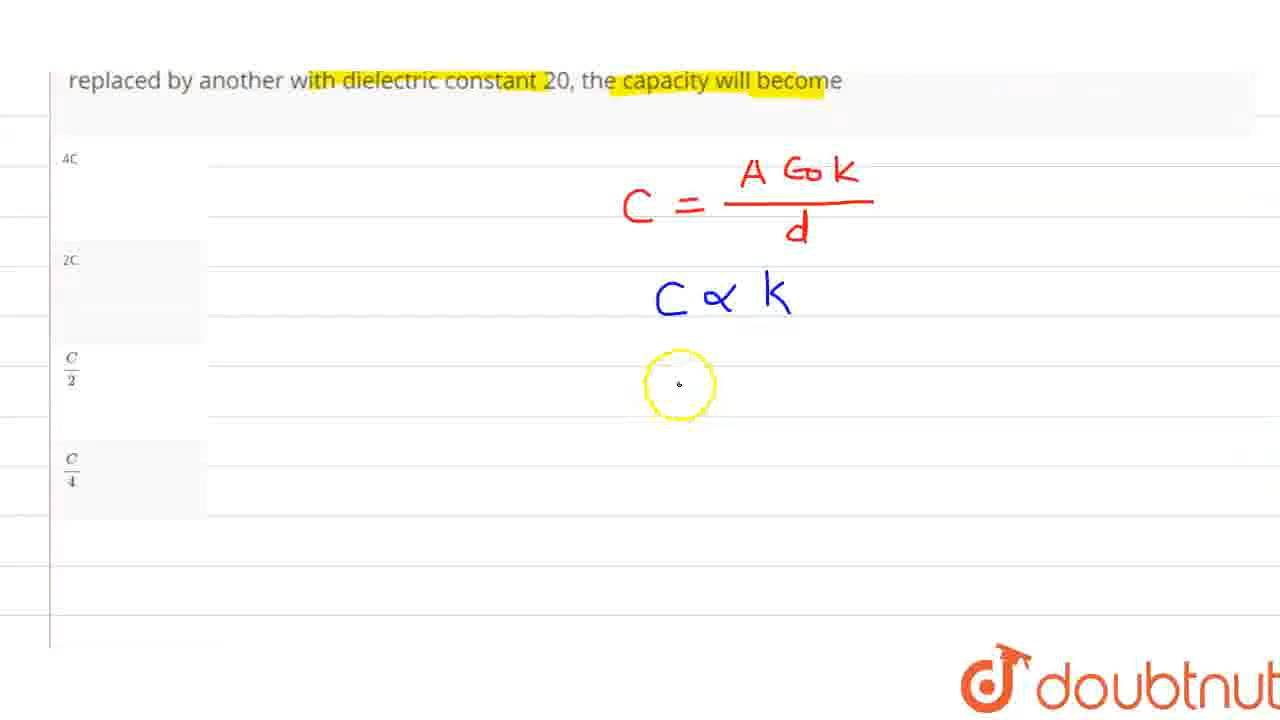 replaced by another with dielectric constant 20, the capacity will become
4C
2C
C/2
C/4
C = A ϵ0 K / d
C ∝ K
doubtnut